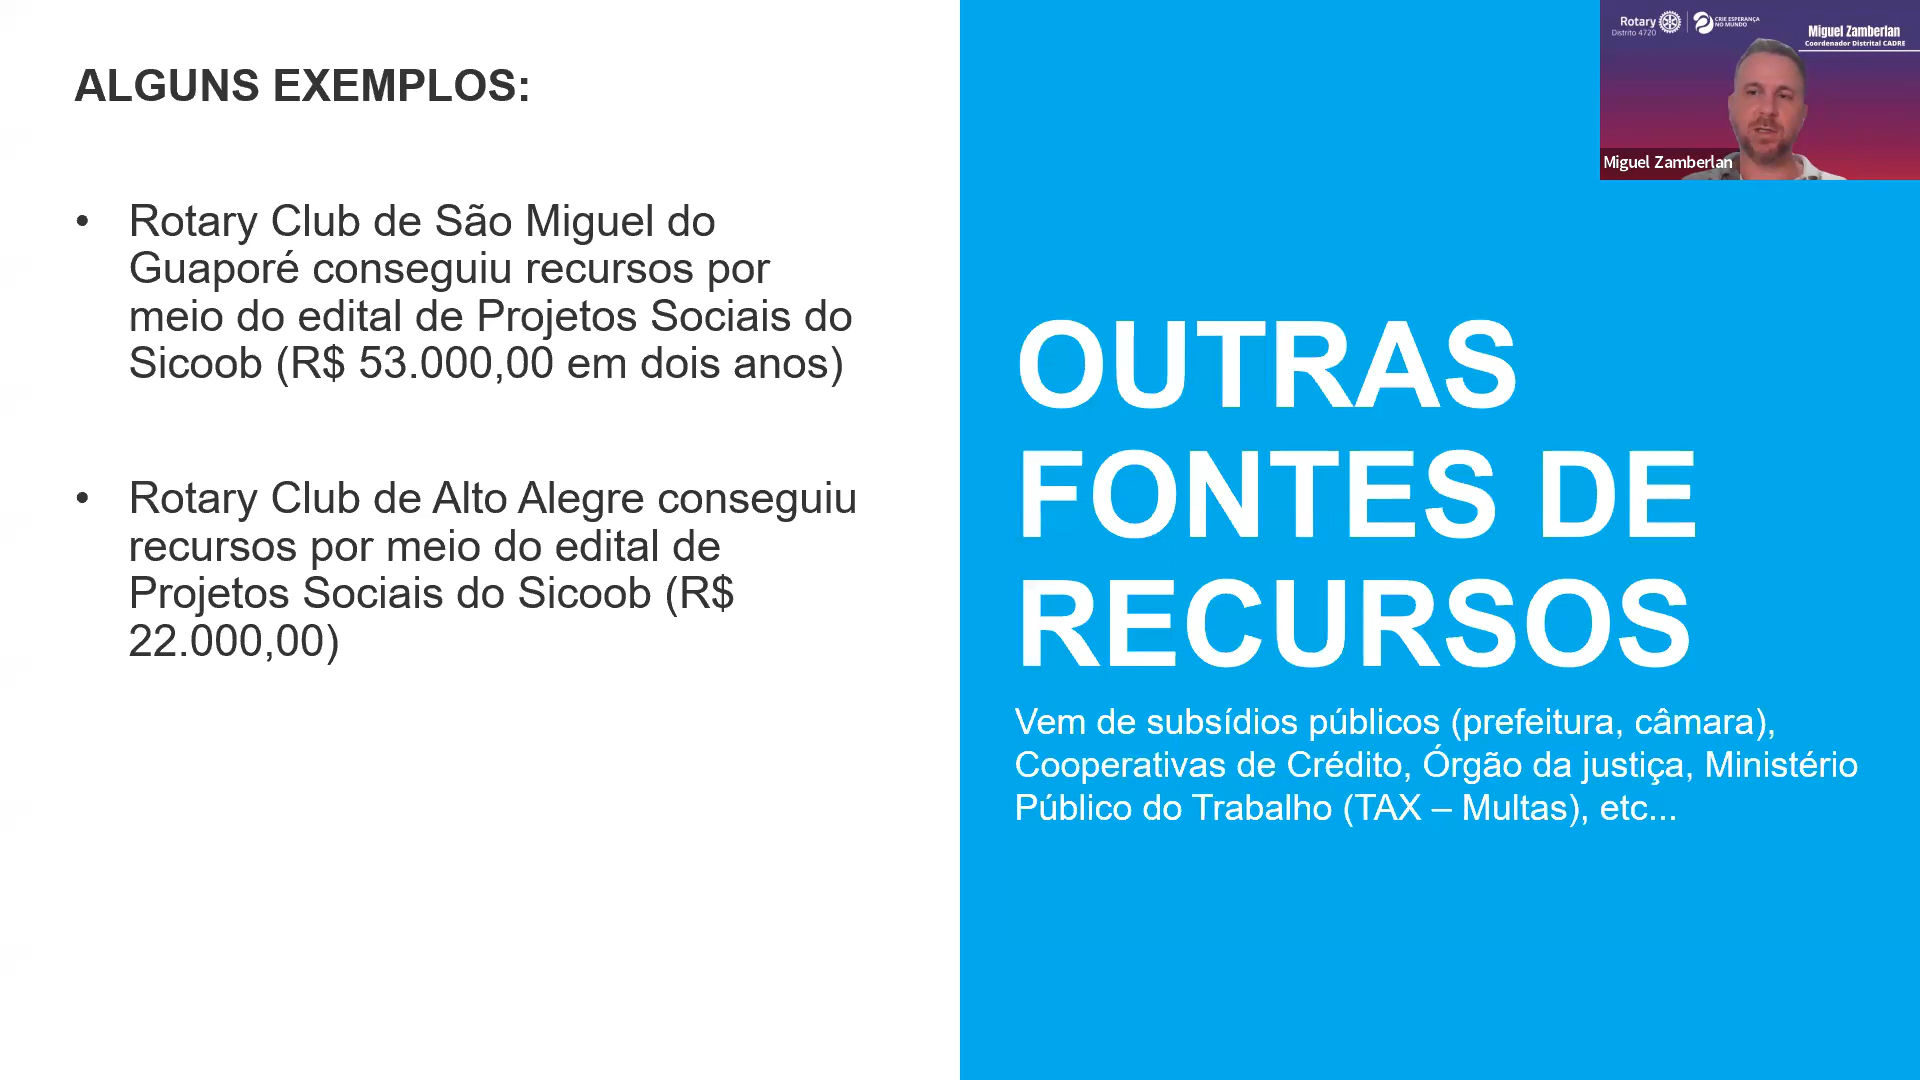 ALGUNS EXEMPLOS:
• Rotary Club de São Miguel do
Guaporé conseguiu recursos por
meio do edital de Projetos Sociais do
Sicoob (R$ 53.000,00 em dois anos)
• Rotary Club de Alto Alegre conseguiu
recursos por meio do edital de
Projetos Sociais do Sicoob (R$
22.000,00)
OUTRAS
FONTES DE
RECURSOS
Vem de subsídios públicos (prefeitura, câmara),
Cooperativas de Crédito, Órgão da justiça, Ministério
Público do Trabalho (TAX – Multas), etc...
Rotary
Distrito 4720
CRIE ESPERANÇA
NO MUNDO
Miguel Zamberlan
Coordenador Distrital CADRE
Miguel Zamberlan